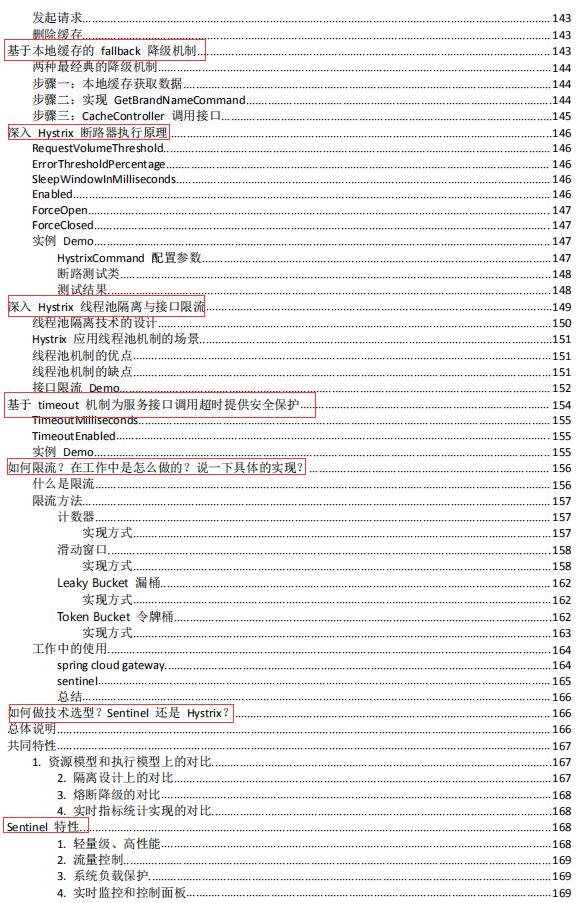 发起请求 143
删除缓存 143
基于本地缓存的 fallback 降级机制 143
两种最经典的降级机制 144
步骤一：本地缓存获取数据 144
步骤二：实现 GetBrandNameCommand 144
步骤三：CacheController 调用接口 145
深入 Hystrix 断路器执行原理 146
RequestVolumeThreshold 146
ErrorThresholdPercentage 146
SleepWindowInMilliseconds 146
Enabled 146
ForceOpen 147
ForceClosed 147
实例 Demo 147
HystrixCommand 配置参数 147
断路测试类 148
测试结果 148
深入 Hystrix 线程池隔离与接口限流 149
线程池隔离技术的设计 150
Hystrix 应用线程池机制的场景 151
线程池机制的优点 151
线程池机制的缺点 151
接口限流 Demo 152
基于 timeout 机制为服务接口调用超时提供安全保护 154
TimeoutMilliseconds 155
TimeoutEnabled 155
实例 Demo 155
如何限流？在工作中是怎么做的？说一下具体的实现？ 156
什么是限流 156
限流方法 157
计数器 157
实现方式 157
滑动窗口 158
实现方式 158
Leaky Bucket 漏桶 162
实现方式 162
Token Bucket 令牌桶 162
实现方式 163
工作中的使用 164
spring cloud gateway 164
sentinel 165
总结 166
如何做技术选型？Sentinel 还是 Hystrix？ 166
总体说明 166
共同特性 167
1. 资源模型和执行模型上的对比 167
2. 隔离设计上的对比 167
3. 熔断降级的对比 168
4. 实时指标统计实现的对比 168
Sentinel 特性 168
1. 轻量级、高性能 168
2. 流量控制 169
3. 系统负载保护 169
4. 实时监控和控制面板 169